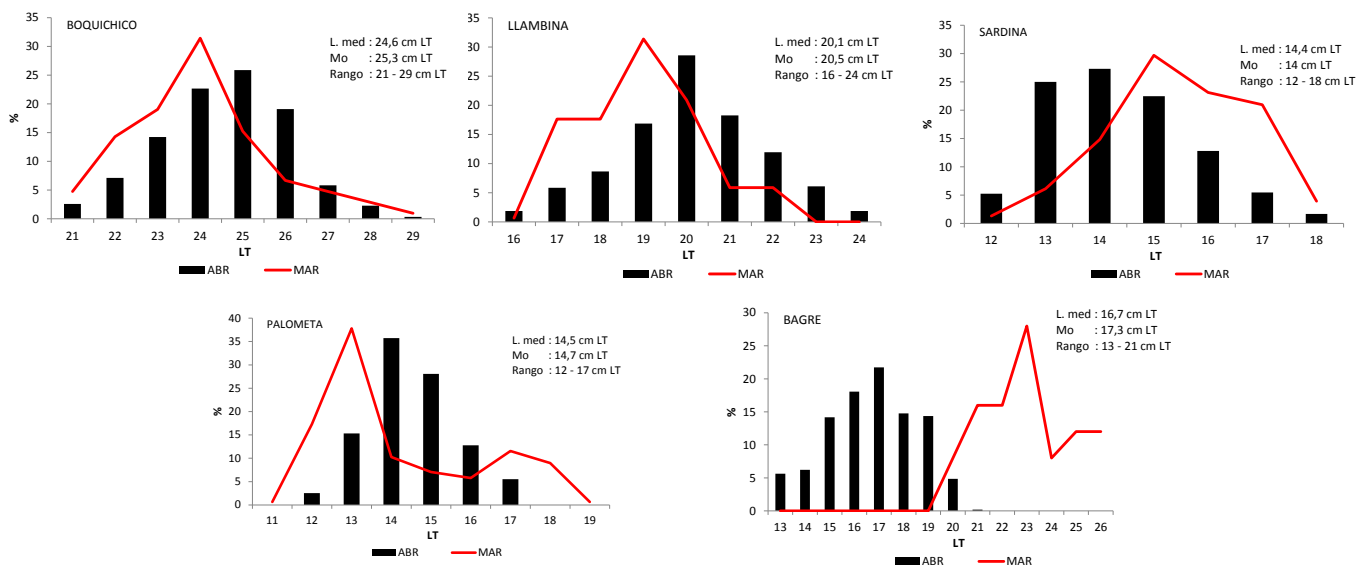 BOQUICHICO
L. med : 24,6 cm LT
Mo : 25,3 cm LT
Rango : 21 - 29 cm LT
35
30
25
20
15
10
5
0
%
21 22 23 24 25 26 27 28 29
LT
ABR MAR
LLAMBINA
L. med : 20,1 cm LT
Mo : 20,5 cm LT
Rango : 16 - 24 cm LT
35
30
25
20
15
10
5
0
%
16 17 18 19 20 21 22 23 24
LT
ABR MAR
SARDINA
L. med : 14,4 cm LT
Mo : 14 cm LT
Rango : 12 - 18 cm LT
35
30
25
20
15
10
5
0
%
12 13 14 15 16 17 18
LT
ABR MAR
PALOMETA
L. med : 14,5 cm LT
Mo : 14,7 cm LT
Rango : 12 - 17 cm LT
40
35
30
25
20
15
10
5
0
%
11 12 13 14 15 16 17 18 19
LT
ABR MAR
BAGRE
L. med : 16,7 cm LT
Mo : 17,3 cm LT
Rango : 13 - 21 cm LT
30
25
20
15
10
5
0
%
13 14 15 16 17 18 19 20 21 22 23 24 25 26
LT
ABR MAR